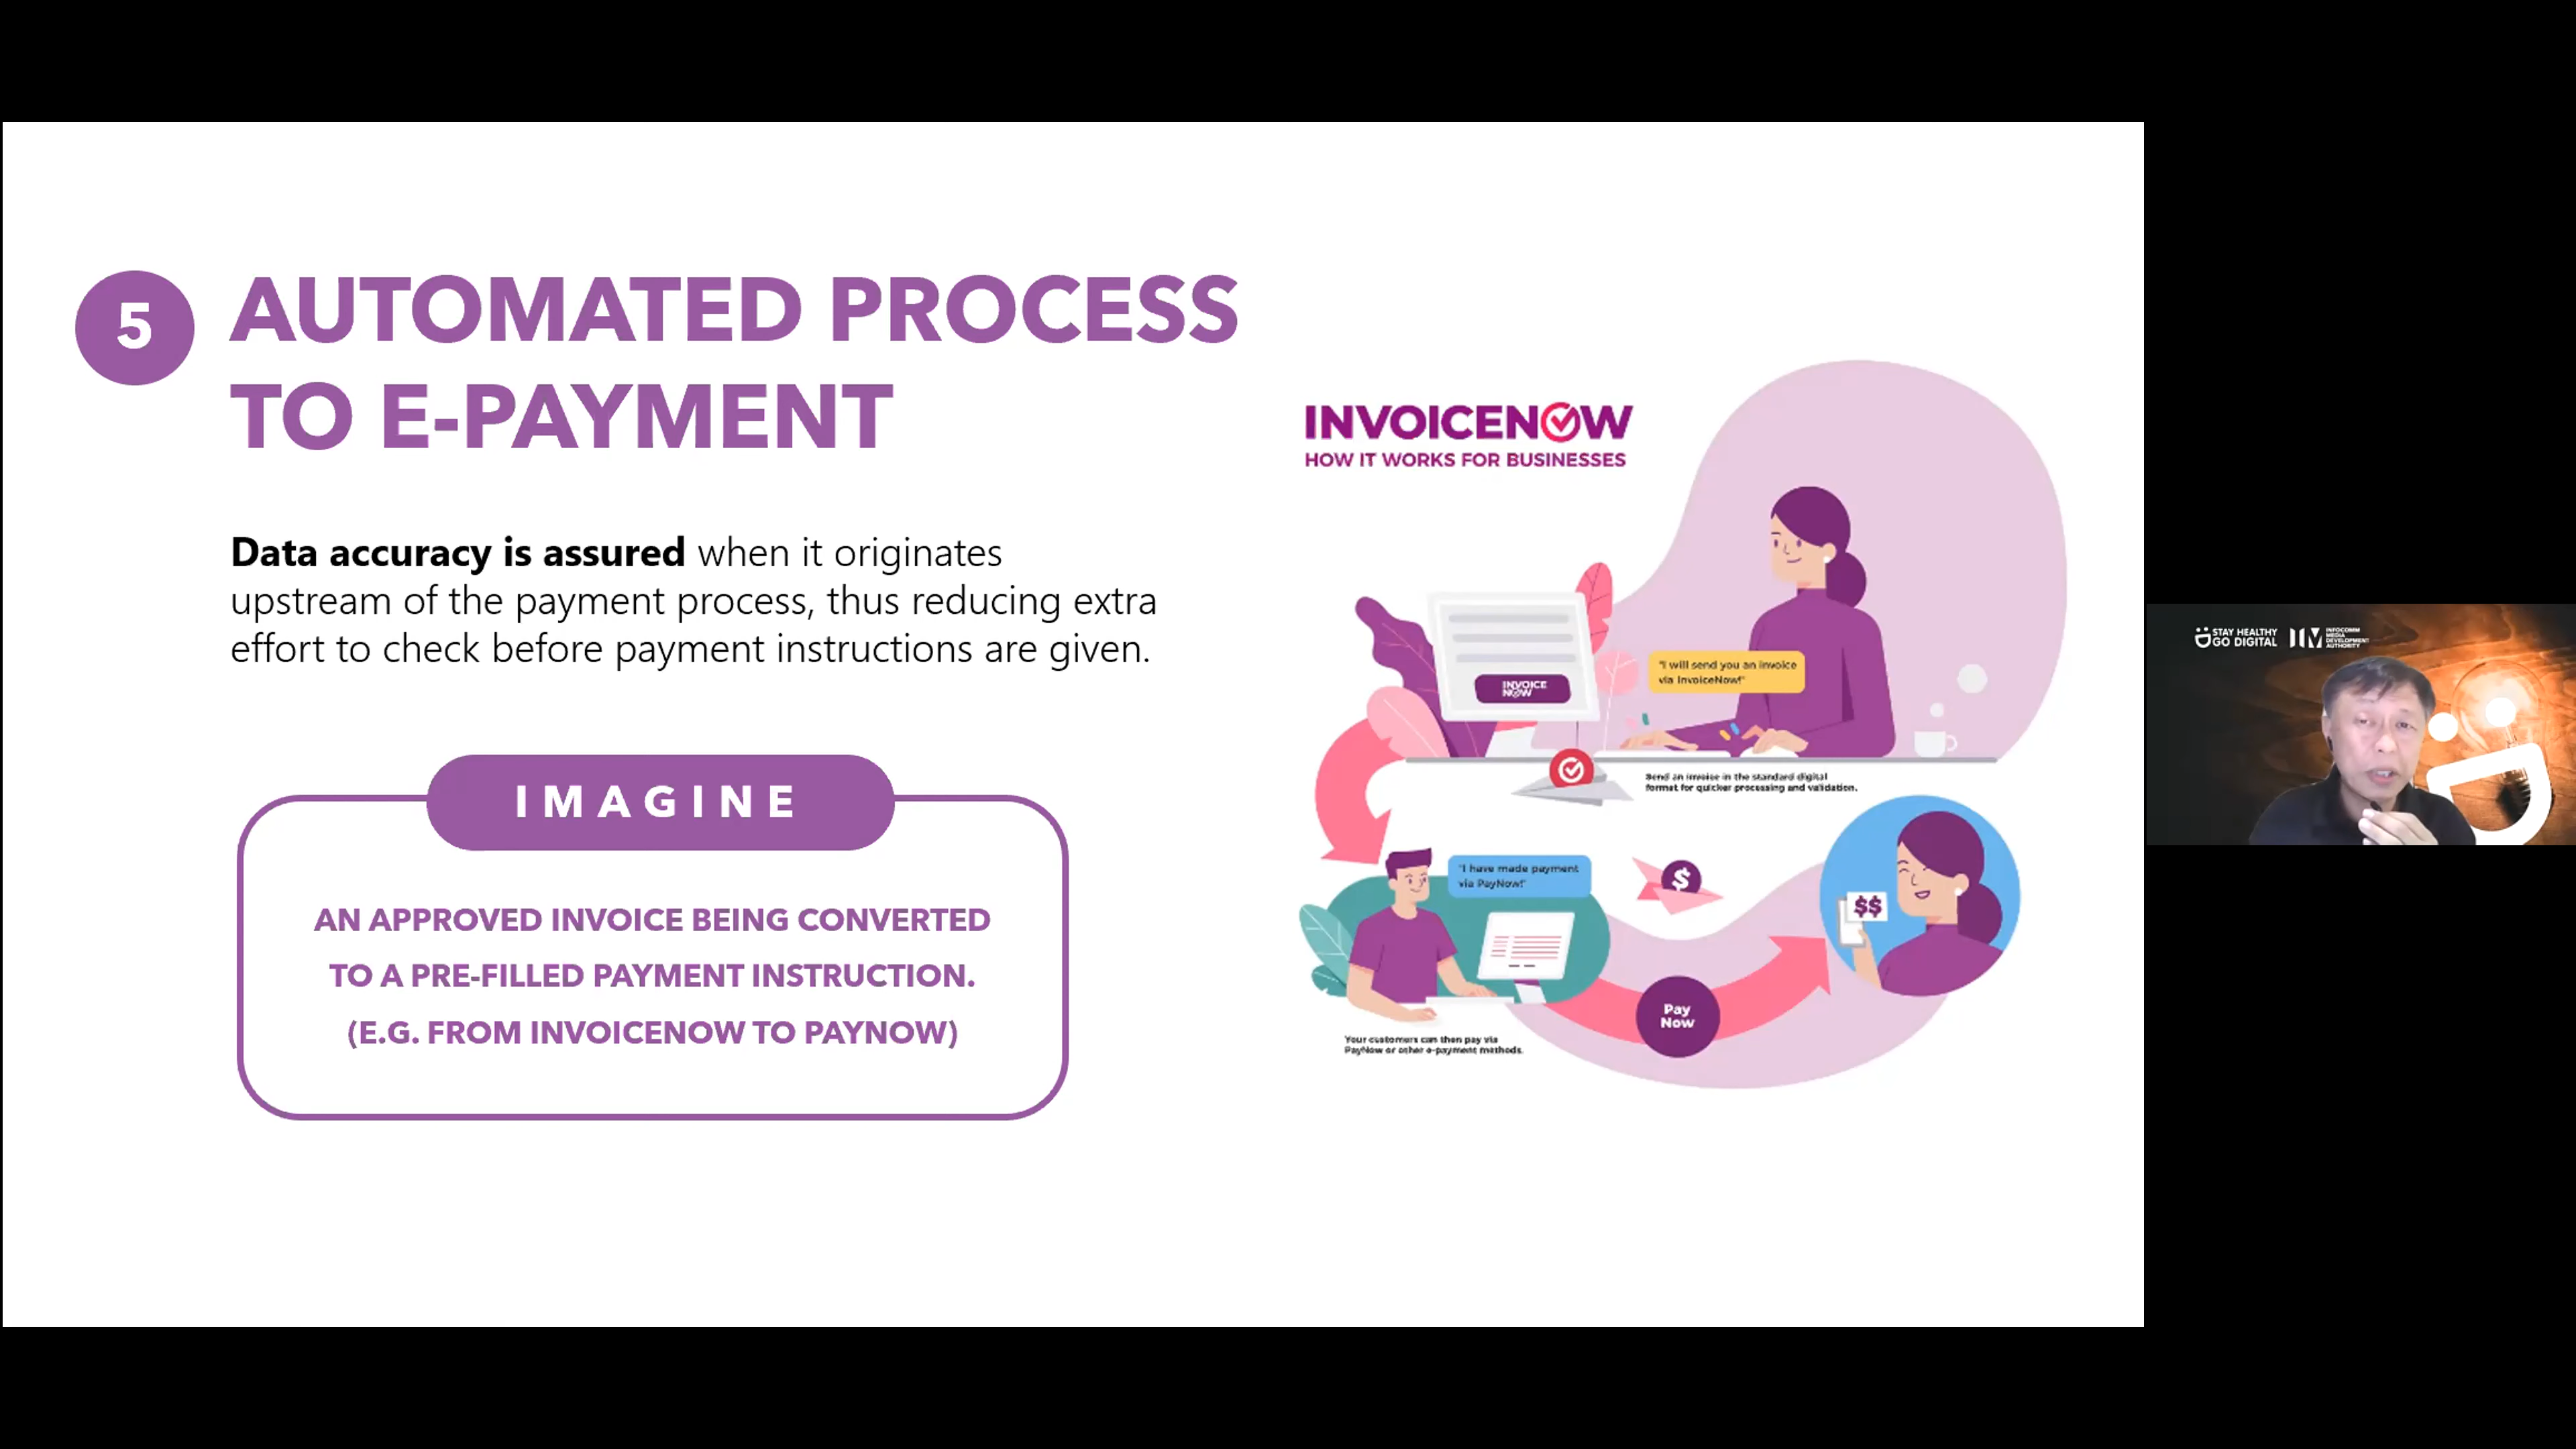 5
AUTOMATED PROCESS
TO E-PAYMENT
Data accuracy is assured when it originates
upstream of the payment process, thus reducing extra
effort to check before payment instructions are given.
IMAGINE
AN APPROVED INVOICE BEING CONVERTED
TO A PRE-FILLED PAYMENT INSTRUCTION.
(E.G. FROM INVOICENOW TO PAYNOW)
INVOICENOW
HOW IT WORKS FOR BUSINESSES
"I will send you an invoice
via InvoiceNow!"
INVOICE
NOW
Send an invoice in the standard digital
format for quicker processing and validation.
"I have made payment
via PayNow!"
$
$$
Pay
Now
Your customers can then pay via
PayNow or other e-payment methods.
STAY HEALTHY
GO DIGITAL
INFOCOMM
MEDIA
DEVELOPMENT
AUTHORITY